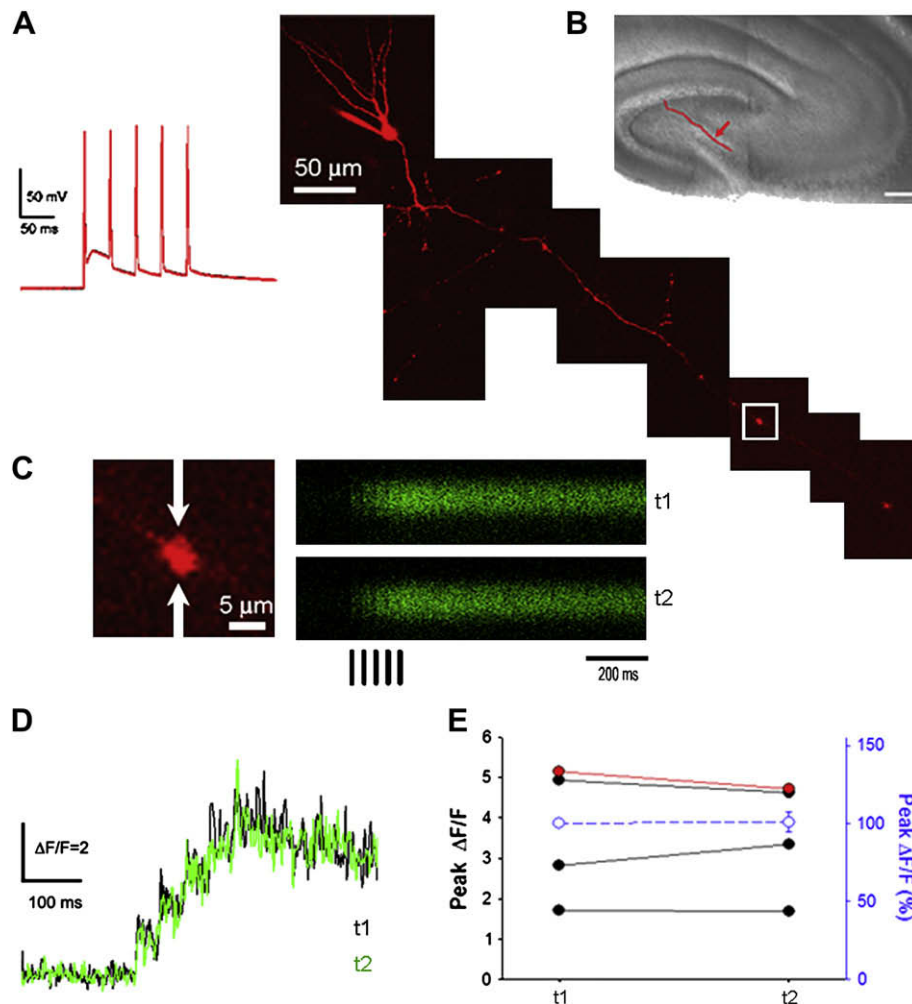 A
50 mV
50 ms
50 μm
B
C
5 μm
t1
t2
200 ms
D
ΔF/F=2
100 ms
t1
t2
E
Peak ΔF/F
6
5
4
3
2
1
0
150
100
50
0
Peak ΔF/F (%)
t1
t2